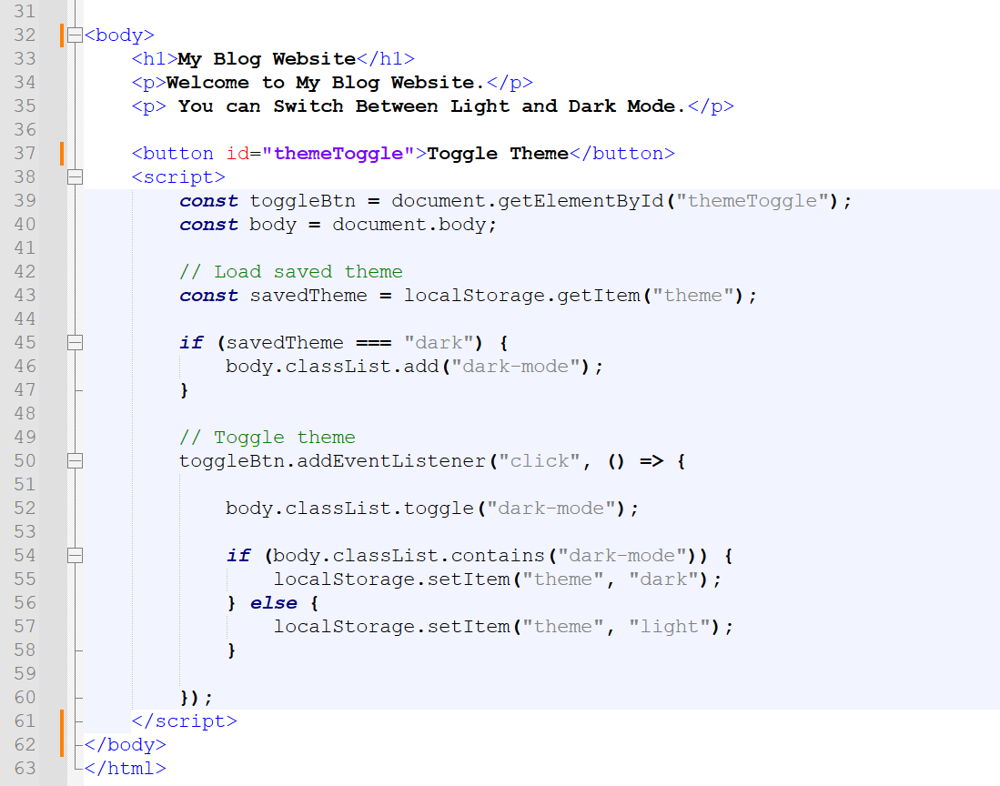 31
32 <body>
33 <h1>My Blog Website</h1>
34 <p>Welcome to My Blog Website.</p>
35 <p> You can Switch Between Light and Dark Mode.</p>
36
37 <button id="themeToggle">Toggle Theme</button>
38 <script>
39 const toggleBtn = document.getElementById("themeToggle");
40 const body = document.body;
41
42 // Load saved theme
43 const savedTheme = localStorage.getItem("theme");
44
45 if (savedTheme === "dark") {
46 body.classList.add("dark-mode");
47 }
48
49 // Toggle theme
50 toggleBtn.addEventListener("click", () => {
51
52 body.classList.toggle("dark-mode");
53
54 if (body.classList.contains("dark-mode")) {
55 localStorage.setItem("theme", "dark");
56 } else {
57 localStorage.setItem("theme", "light");
58 }
59
60 });
61 </script>
62 </body>
63 </html>